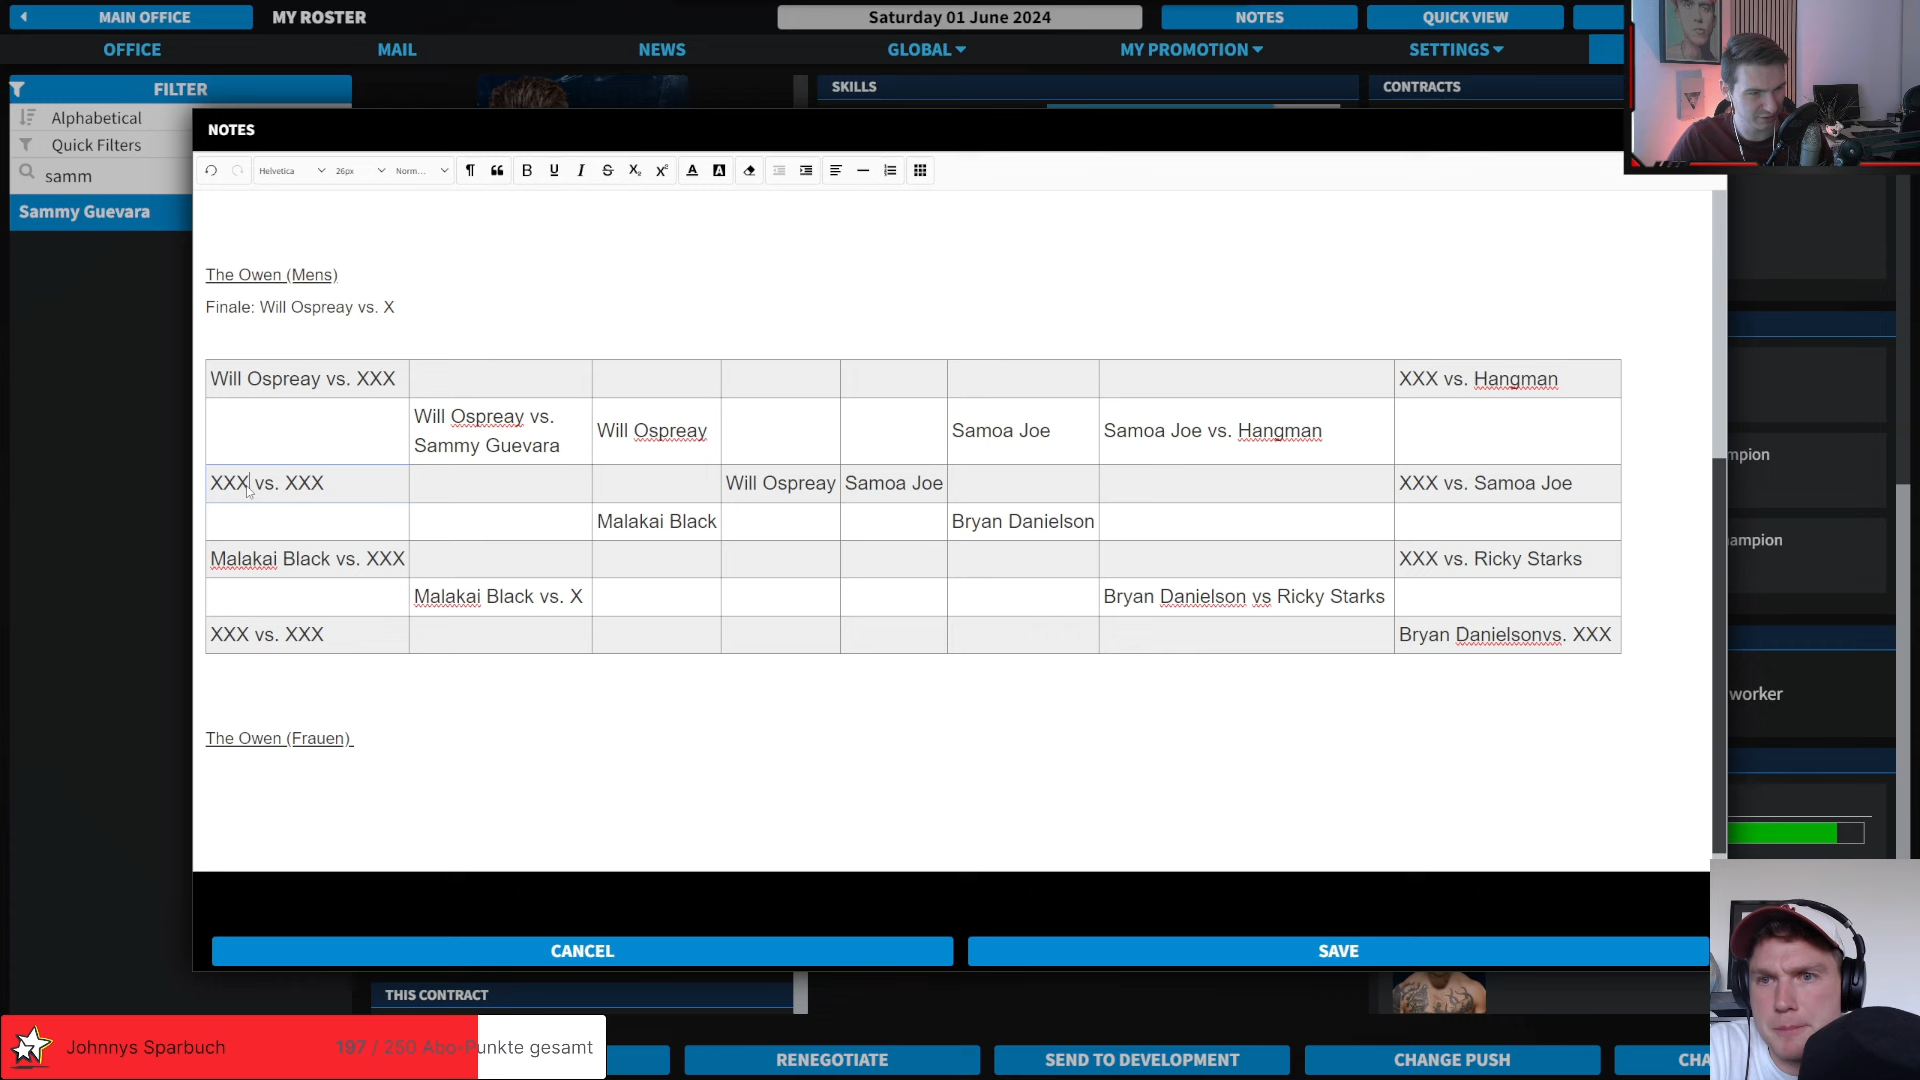 MAIN OFFICE
MY ROSTER
Saturday 01 June 2024
NOTES
QUICK VIEW
OFFICE
MAIL
NEWS
GLOBAL
MY PROMOTION
SETTINGS
FILTER
SKILLS
CONTRACTS
Alphabetical
Quick Filters
samm
Sammy Guevara
NOTES
Helvetica
26px
Norm...
The Owen (Mens)
Finale: Will Ospreay vs. X
Will Ospreay vs. XXX
XXX vs. Hangman
Will Ospreay vs.
Sammy Guevara
Will Ospreay
Samoa Joe
Samoa Joe vs. Hangman
XXX vs. XXX
Will Ospreay
Samoa Joe
XXX vs. Samoa Joe
Malakai Black
Bryan Danielson
Malakai Black vs. XXX
XXX vs. Ricky Starks
Malakai Black vs. X
Bryan Danielson vs Ricky Starks
XXX vs. XXX
Bryan Danielsonvs. XXX
The Owen (Frauen)
mpion
ampion
worker
CANCEL
SAVE
THIS CONTRACT
Johnnys Sparbuch
197 / 250 Abo-Punkte gesamt
RENEGOTIATE
SEND TO DEVELOPMENT
CHANGE PUSH
CHA